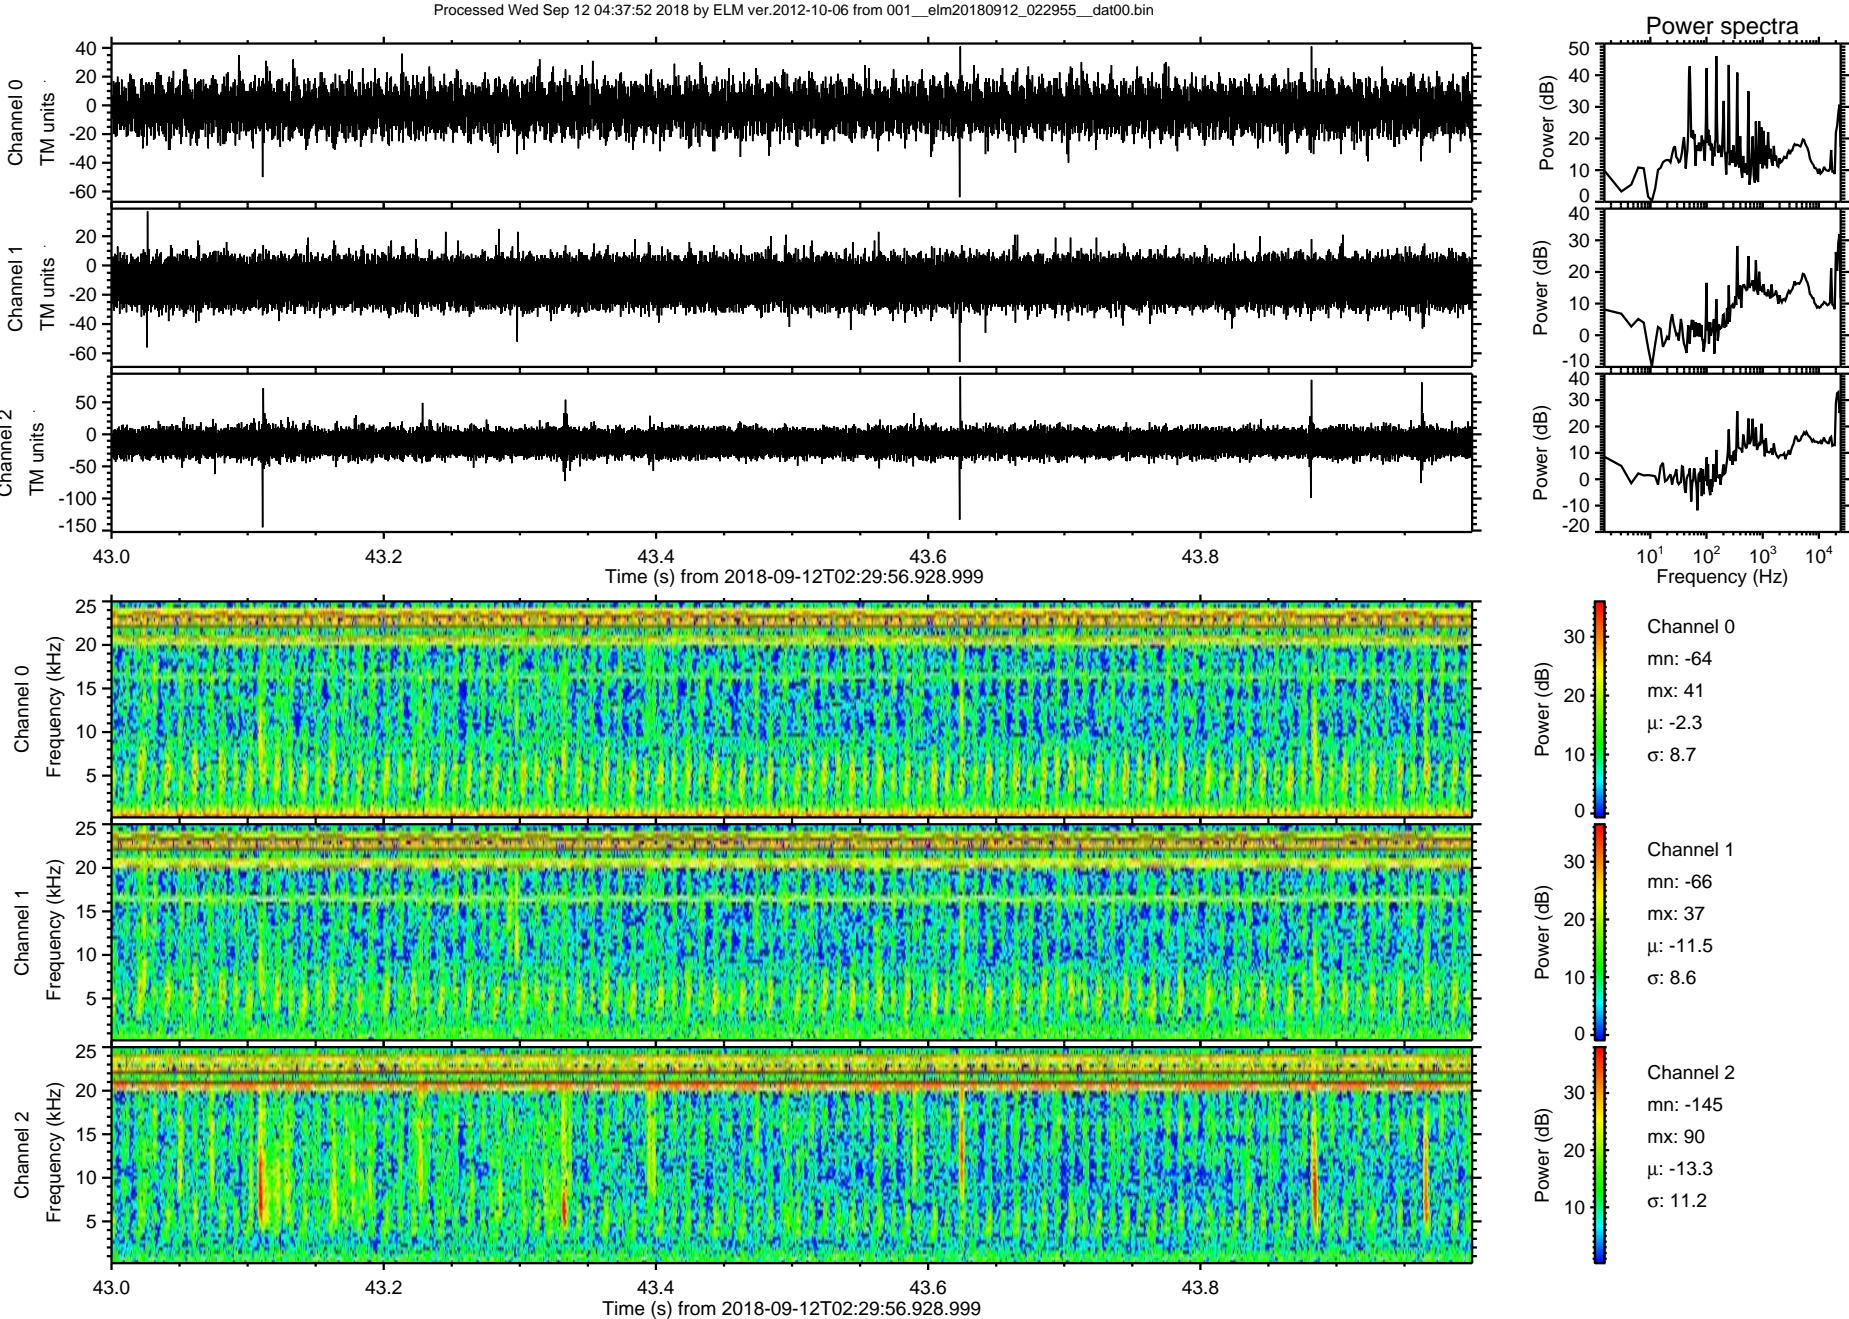 Processed Wed Sep 12 04:37:52 2018 by ELM ver.2012-10-06 from 001__elm20180912_022955__dat00.bin
Power spectra
Channel 0
TM units
40
20
0
-20
-40
-60
Power (dB)
50
40
30
20
10
0
Channel 1
TM units
20
0
-20
-40
-60
Power (dB)
40
30
20
10
0
-10
Channel 2
TM units
50
0
-50
-100
-150
Power (dB)
40
30
20
10
0
-10
-20
43.0 43.2 43.4 43.6 43.8
Time (s) from 2018-09-12T02:29:56.928.999
10¹ 10² 10³ 10⁴
Frequency (Hz)
Channel 0
Frequency (kHz)
25
20
15
10
5
Power (dB)
30
20
10
0
Channel 0
mn: -64
mx: 41
µ: -2.3
σ: 8.7
Channel 1
Frequency (kHz)
25
20
15
10
5
Power (dB)
30
20
10
0
Channel 1
mn: -66
mx: 37
µ: -11.5
σ: 8.6
Channel 2
Frequency (kHz)
25
20
15
10
5
Power (dB)
30
20
10
Channel 2
mn: -145
mx: 90
µ: -13.3
σ: 11.2
43.0 43.2 43.4 43.6 43.8
Time (s) from 2018-09-12T02:29:56.928.999